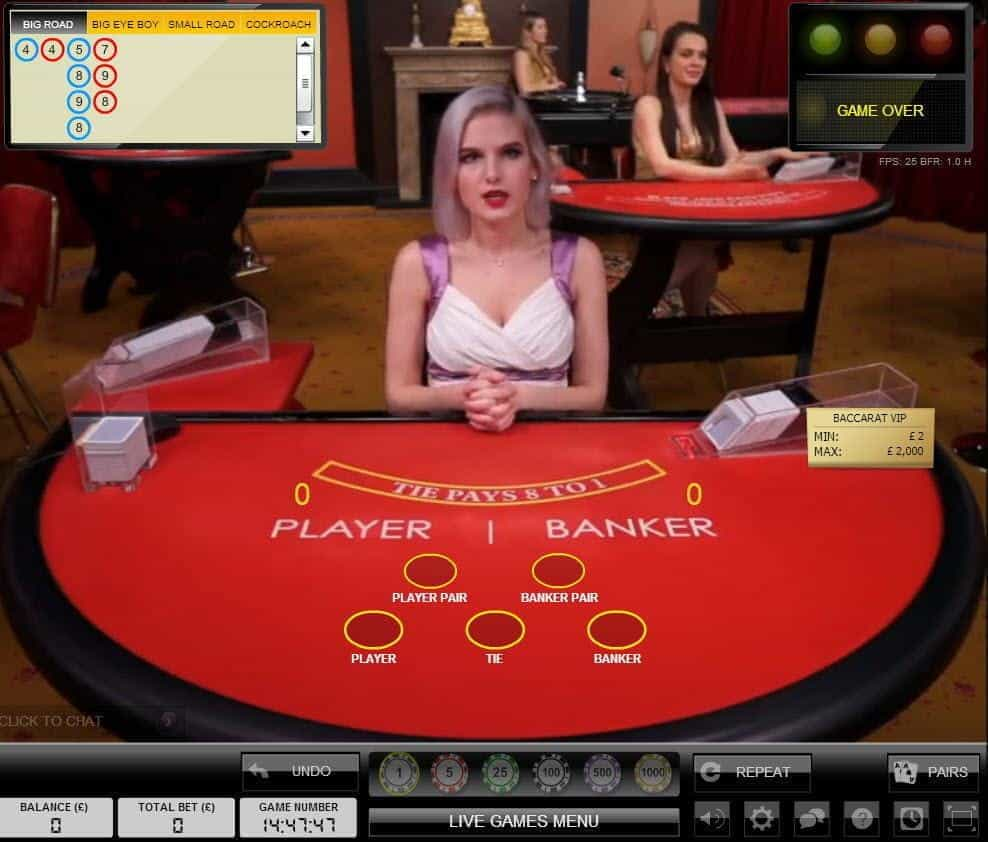 BIG ROAD BIG EYE BOY SMALL ROAD COCKROACH
4 4 5 7
8 9
9 8
8
GAME OVER
FPS: 25 BFR: 1.0 H
BACCARAT VIP
MIN: £ 2
MAX: £ 2,000
TIE PAYS 8 TO 1
0 0
PLAYER | BANKER
PLAYER PAIR BANKER PAIR
PLAYER TIE BANKER
CLICK TO CHAT
UNDO 1 5 25 100 500 1000 REPEAT PAIRS
BALANCE (£) TOTAL BET (£) GAME NUMBER
0 0 14:47:47
LIVE GAMES MENU
?